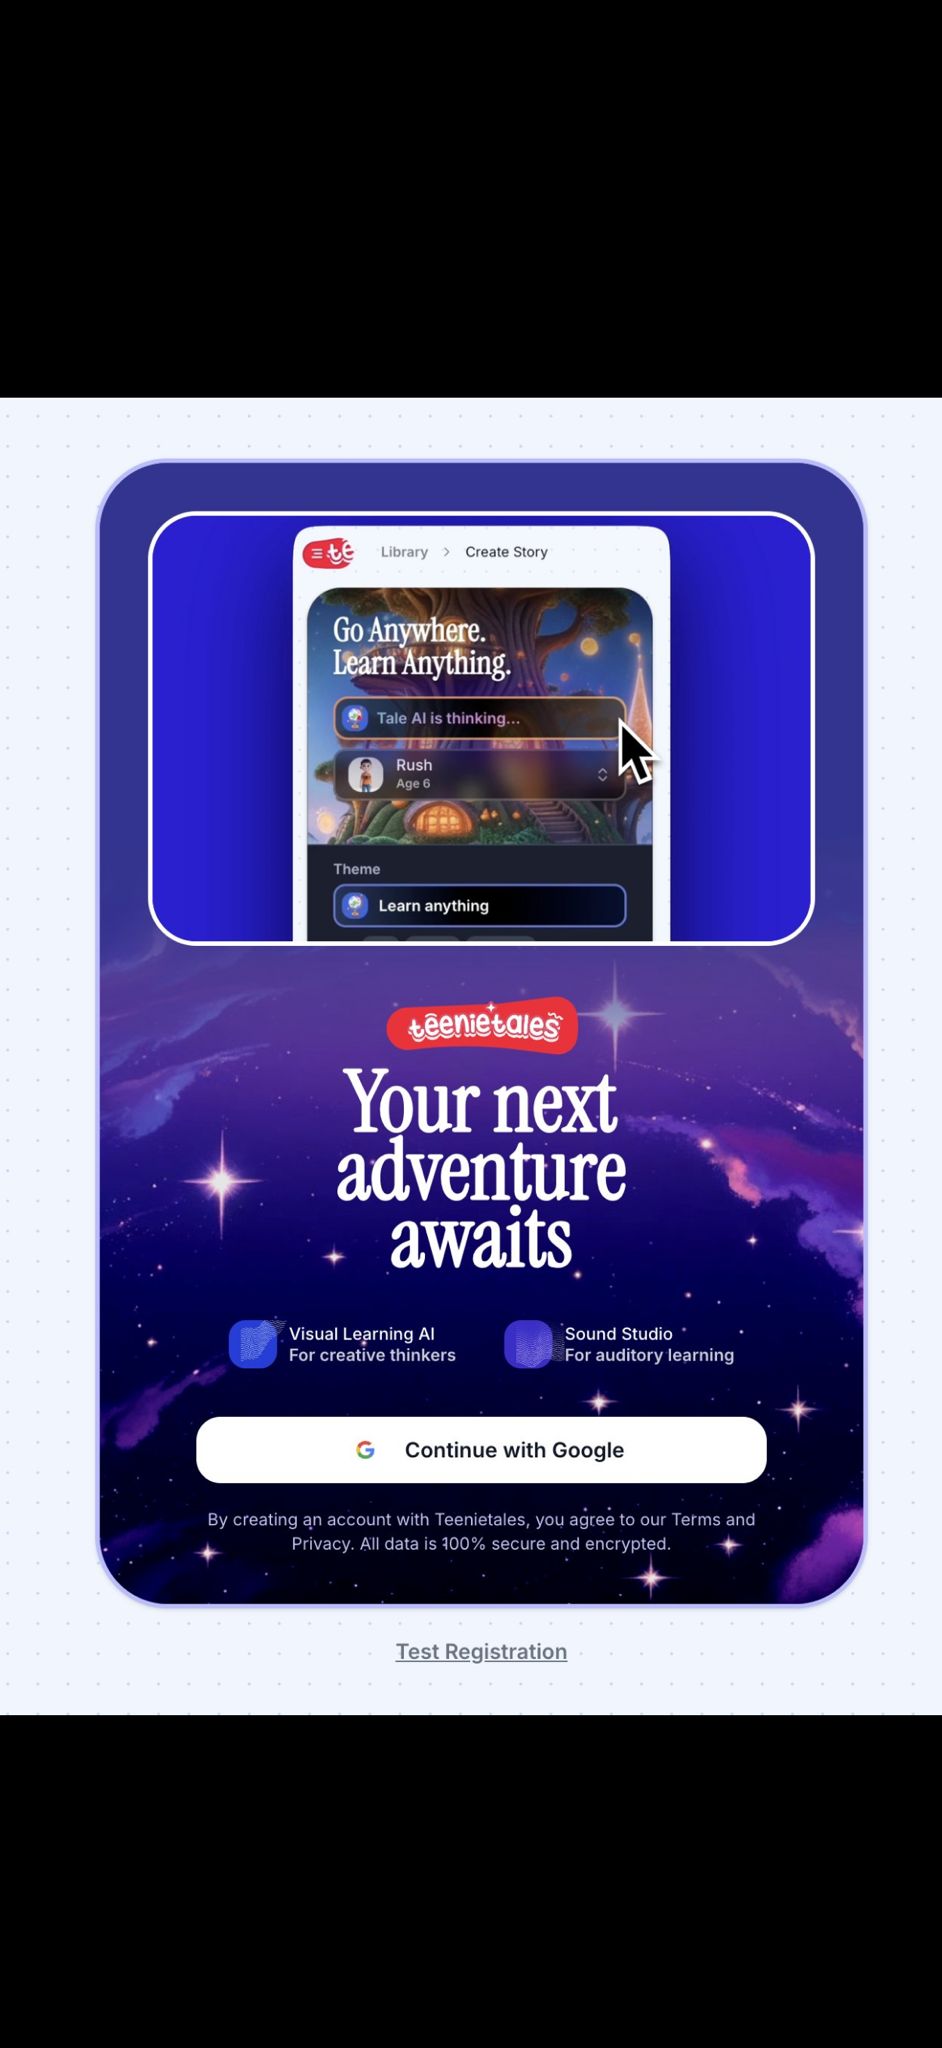 te
Library > Create Story
Go Anywhere.
Learn Anything.
Tale AI is thinking...
Rush
Age 6
Theme
Learn anything
teenietales
Your next
adventure
awaits
Visual Learning AI
For creative thinkers
Sound Studio
For auditory learning
Continue with Google
By creating an account with Teenietales, you agree to our Terms and
Privacy. All data is 100% secure and encrypted.
Test Registration